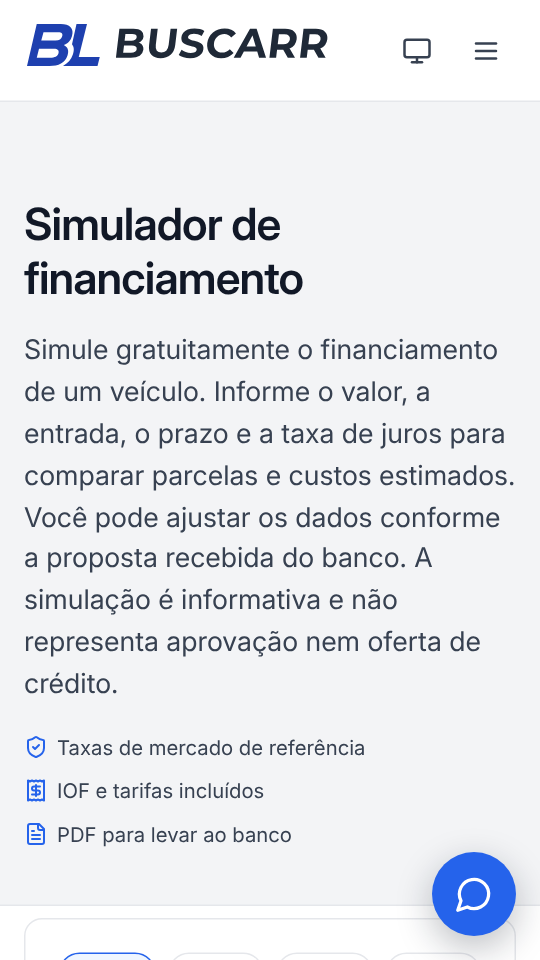 BL BUSCARR
Simulador de
financiamento
Simule gratuitamente o financiamento
de um veículo. Informe o valor, a
entrada, o prazo e a taxa de juros para
comparar parcelas e custos estimados.
Você pode ajustar os dados conforme
a proposta recebida do banco. A
simulação é informativa e não
representa aprovação nem oferta de
crédito.
Taxas de mercado de referência
IOF e tarifas incluídos
PDF para levar ao banco